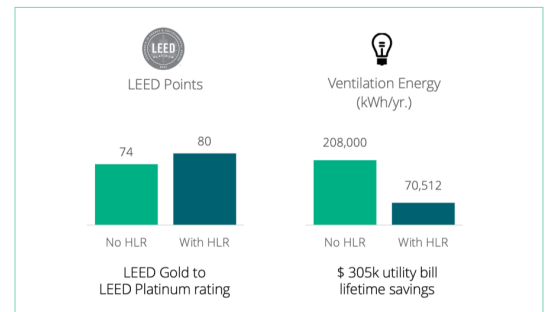 LEED
PLATINUM
LEED Points
74
80
No HLR
With HLR
LEED Gold to
LEED Platinum rating
Ventilation Energy
(kWh/yr.)
208,000
70,512
No HLR
With HLR
$ 305k utility bill
lifetime savings